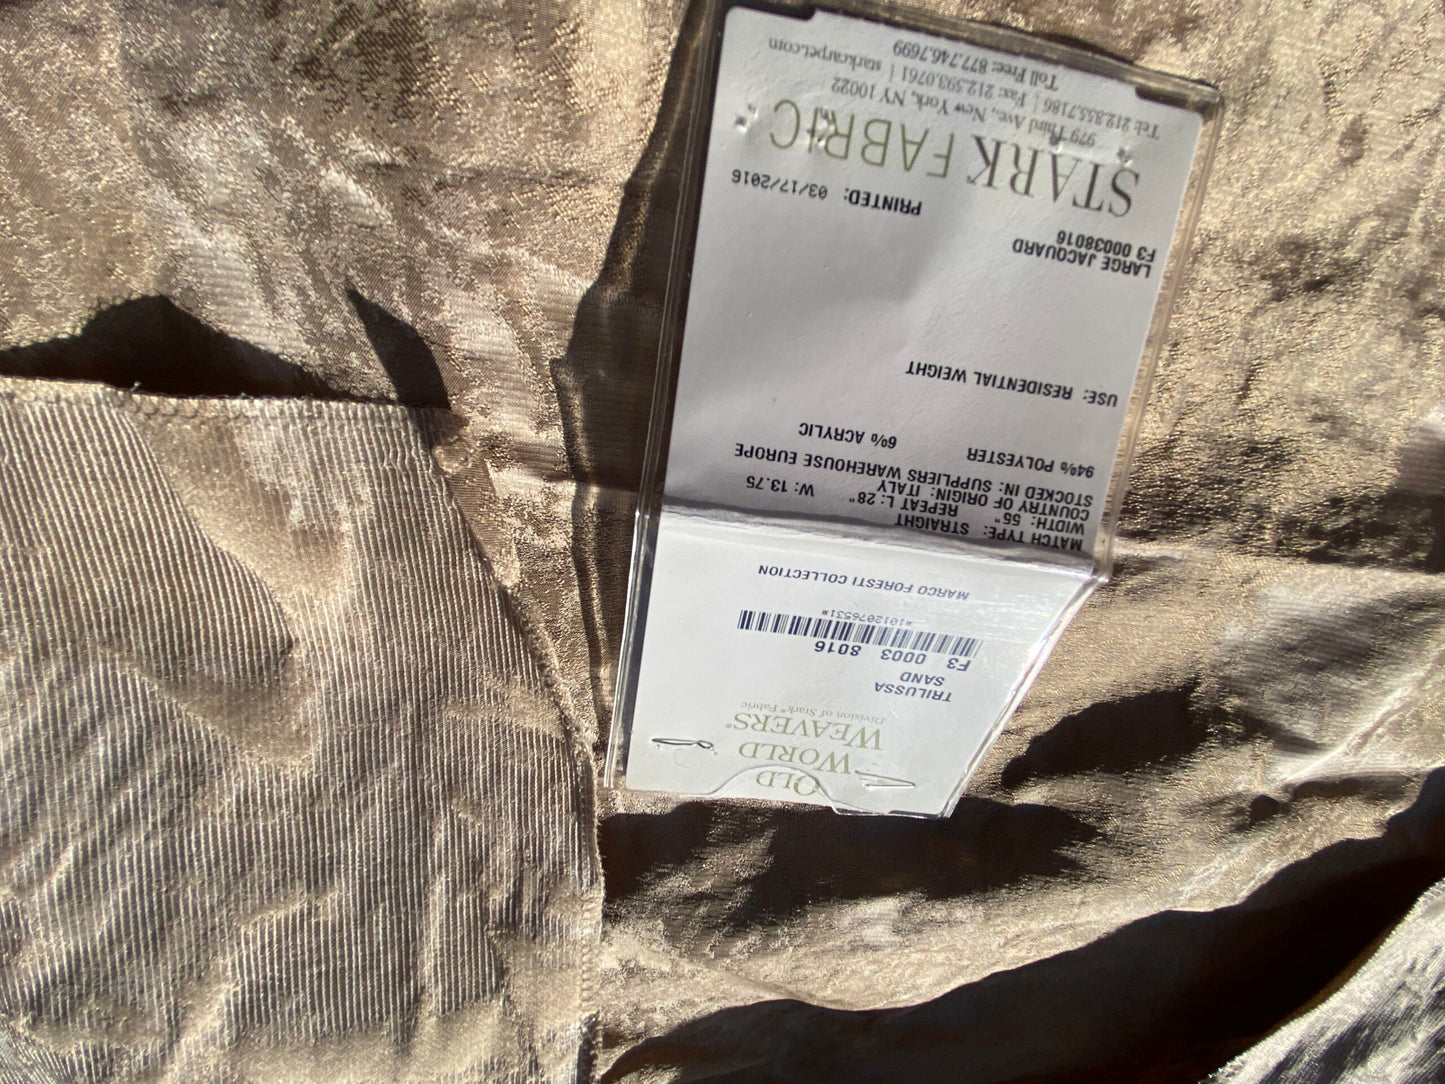 OLD
WORLD
WEAVERS®
Division of Stark® Fabric
TRILUSSA
SAND
F3 0003 8016
*1012076531*
MARCO FORESTI COLLECTION
MATCH TYPE: STRAIGHT
WIDTH: 55" REPEAT L: 28" W: 13.75
COUNTRY OF ORIGIN: ITALY
STOCKED IN: SUPPLIERS WAREHOUSE EUROPE
94% POLYESTER 6% ACRYLIC
USE: RESIDENTIAL WEIGHT
LARGE JACQUARD
F3 00038016
PRINTED: 03/17/2016
STARK FABRIC
979 Third Ave., New York, NY 10022
Tel: 212.355.7186 | Fax: 212.593.0761 | starkcarpet.com
Toll Free: 877.746.7699